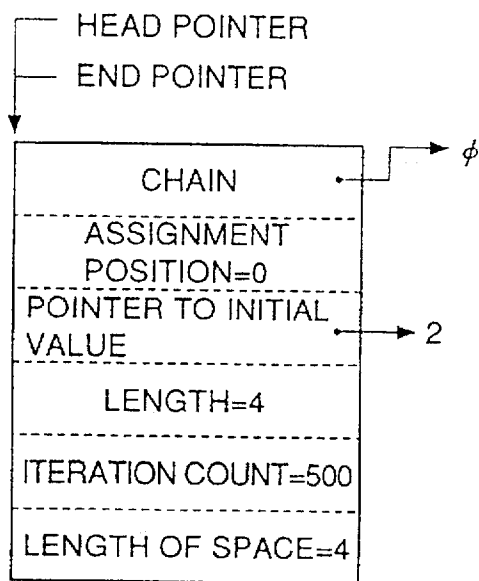 HEAD POINTER
END POINTER
CHAIN
ϕ
ASSIGNMENT
POSITION=0
POINTER TO INITIAL
VALUE
2
LENGTH=4
ITERATION COUNT=500
LENGTH OF SPACE=4